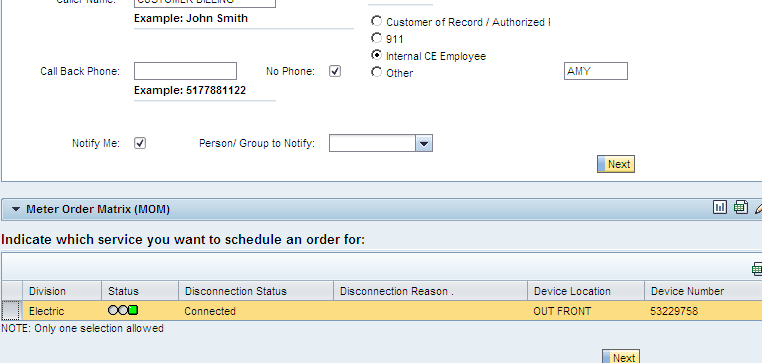 Caller Name: CUSTOMER BILLING
Example: John Smith
Customer of Record / Authorized
911
Internal CE Employee
Call Back Phone: No Phone: Other AMY
Example: 5177881122
Notify Me: Person/ Group to Notify:
Next
Meter Order Matrix (MOM)
Indicate which service you want to schedule an order for:
Division Status Disconnection Status Disconnection Reason . Device Location Device Number
Electric Connected OUT FRONT 53229758
NOTE: Only one selection allowed
Next